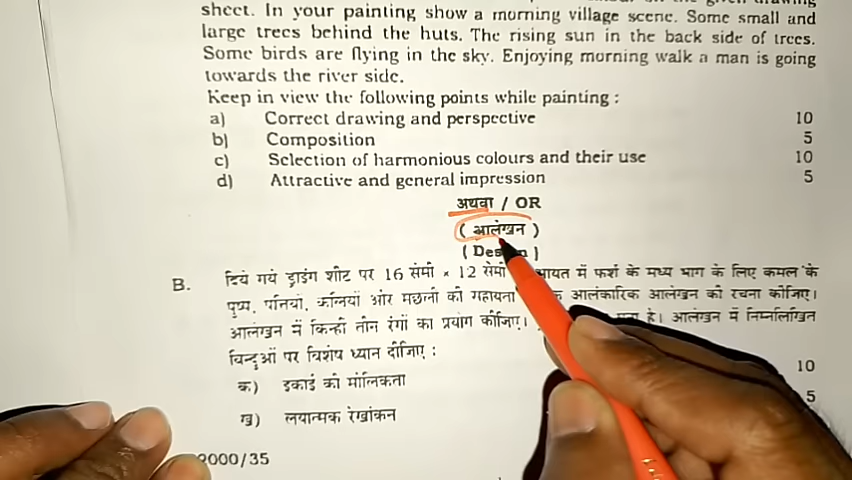 sheet. In your painting show a morning village scene. Some small and
large trees behind the huts. The rising sun in the back side of trees.
Some birds are flying in the sky. Enjoying morning walk a man is going
towards the river side.
Keep in view the following points while painting :
a) Correct drawing and perspective 10
b) Composition 5
c) Selection of harmonious colours and their use 10
d) Attractive and general impression 5
अथवा / OR
( आलेखन )
B. दिये गये ड्राइंग शीट पर 16 सेमी × 12 सेमी आयत में फर्श के मध्य भाग के लिए कमल के
पुष्प, पत्तियों, कलियों और मछली की सहायता आलंकारिक आलेखन की रचना कीजिए।
आलेखन में किन्हीं तीन रंगों का प्रयोग कीजिए। है। आलेखन में निम्नलिखित
बिन्दुओं पर विशेष ध्यान दीजिए :
क) इकाई की मौलिकता 10
ख) लयात्मक रेखांकन 5
2000/35